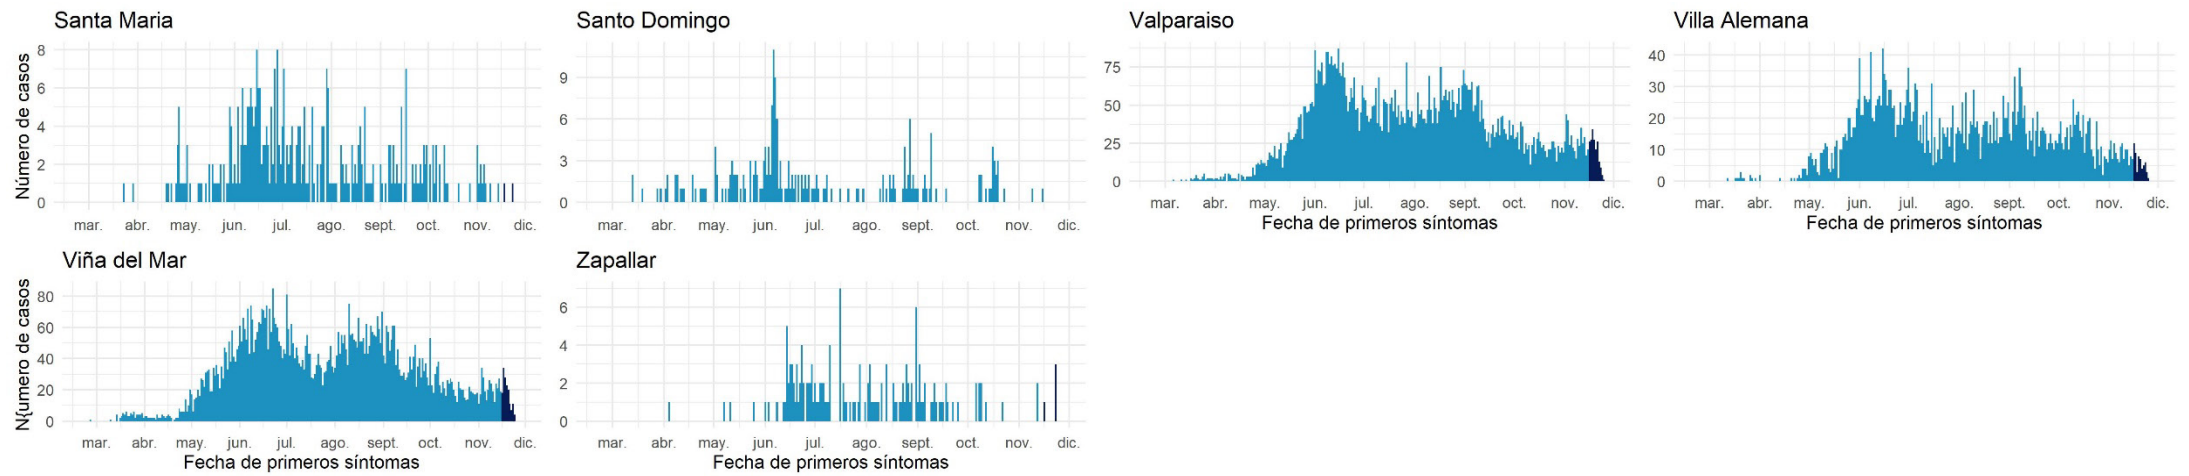 Santa Maria
Santo Domingo
Valparaiso
Villa Alemana
Número de casos
8
6
4
2
0
mar. abr. may. jun. jul. ago. sept. oct. nov. dic.
9
6
3
0
mar. abr. may. jun. jul. ago. sept. oct. nov. dic.
75
50
25
0
mar. abr. may. jun. jul. ago. sept. oct. nov. dic.
Fecha de primeros síntomas
40
30
20
10
0
mar. abr. may. jun. jul. ago. sept. oct. nov. dic.
Fecha de primeros síntomas
Viña del Mar
Zapallar
N{umero de casos
80
60
40
20
0
mar. abr. may. jun. jul. ago. sept. oct. nov. dic.
Fecha de primeros síntomas
6
4
2
0
mar. abr. may. jun. jul. ago. sept. oct. nov. dic.
Fecha de primeros síntomas